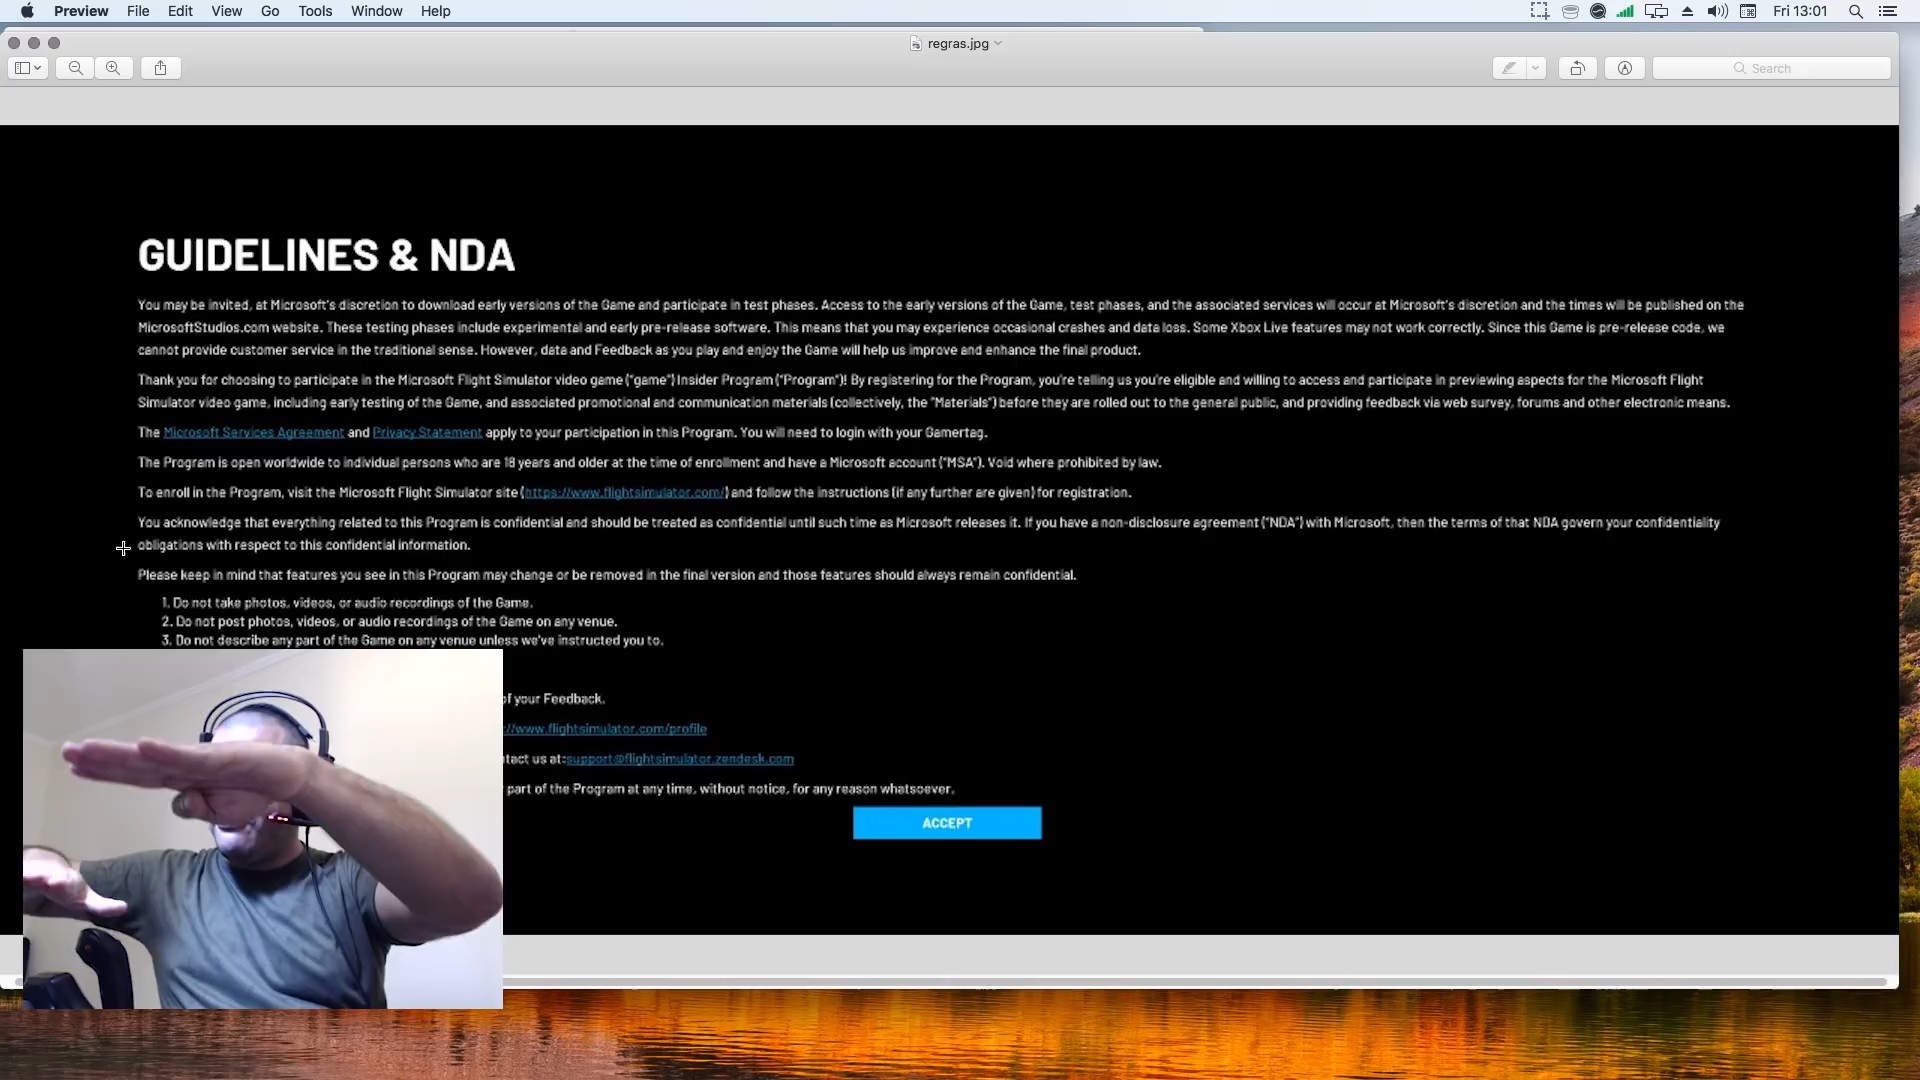 Preview File Edit View Go Tools Window Help Fri 13:01
regras.jpg
Search
GUIDELINES & NDA
You may be invited, at Microsoft's discretion to download early versions of the Game and participate in test phases. Access to the early versions of the Game, test phases, and the associated services will occur at Microsoft's discretion and the times will be published on the
MicrosoftStudios.com website. These testing phases include experimental and early pre-release software. This means that you may experience occasional crashes and data loss. Some Xbox Live features may not work correctly. Since this Game is pre-release code, we
cannot provide customer service in the traditional sense. However, data and Feedback as you play and enjoy the Game will help us improve and enhance the final product.
Thank you for choosing to participate in the Microsoft Flight Simulator video game ("game") Insider Program ("Program")! By registering for the Program, you're telling us you're eligible and willing to access and participate in previewing aspects for the Microsoft Flight
Simulator video game, including early testing of the Game, and associated promotional and communication materials (collectively, the "Materials") before they are rolled out to the general public, and providing feedback via web survey, forums and other electronic means.
The Microsoft Services Agreement and Privacy Statement apply to your participation in this Program. You will need to login with your Gamertag.
The Program is open worldwide to individual persons who are 18 years and older at the time of enrollment and have a Microsoft account ("MSA"). Void where prohibited by law.
To enroll in the Program, visit the Microsoft Flight Simulator site (https://www.flightsimulator.com/) and follow the instructions (if any further are given) for registration.
You acknowledge that everything related to this Program is confidential and should be treated as confidential until such time as Microsoft releases it. If you have a non-disclosure agreement ("NDA") with Microsoft, then the terms of that NDA govern your confidentiality
obligations with respect to this confidential information.
Please keep in mind that features you see in this Program may change or be removed in the final version and those features should always remain confidential.
1. Do not take photos, videos, or audio recordings of the Game.
2. Do not post photos, videos, or audio recordings of the Game on any venue.
3. Do not describe any part of the Game on any venue unless we've instructed you to.
of your Feedback.
://www.flightsimulator.com/profile
tact us at:support@flightsimulator.zendesk.com
part of the Program at any time, without notice, for any reason whatsoever.
ACCEPT